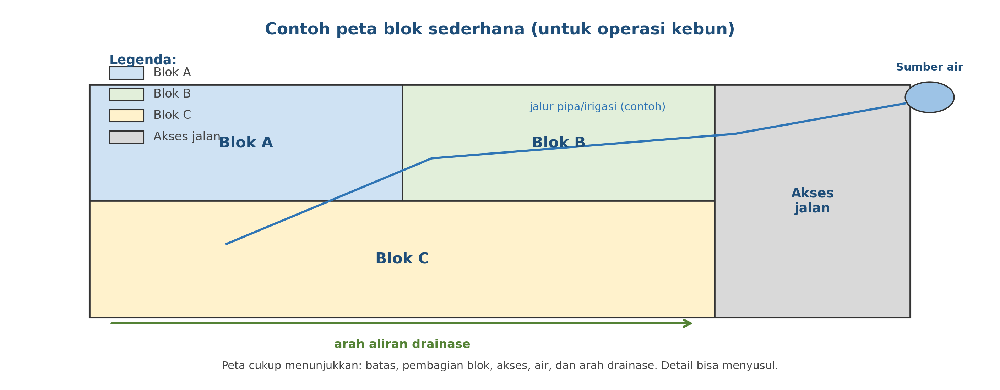 Contoh peta blok sederhana (untuk operasi kebun)
Legenda:
Blok A
Blok B
Blok C
Akses jalan
Sumber air
jalur pipa/irigasi (contoh)
Blok A
Blok B
Akses
jalan
Blok C
arah aliran drainase
Peta cukup menunjukkan: batas, pembagian blok, akses, air, dan arah drainase. Detail bisa menyusul.